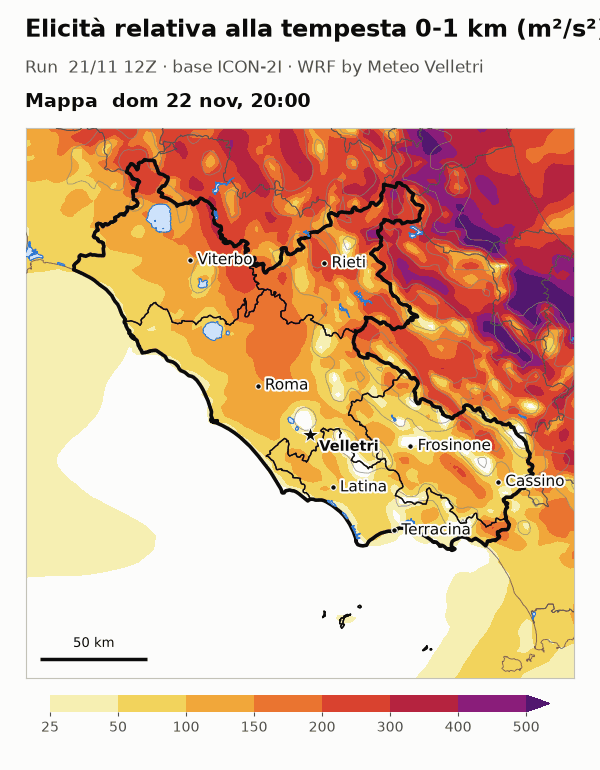 Elicità relativa alla tempesta 0-1 km (m²/s²)
Run 21/11 12Z · base ICON-2I · WRF by Meteo Velletri
Mappa dom 22 nov, 20:00
Viterbo
Rieti
Roma
Velletri
Frosinone
Cassino
Latina
Terracina
50 km
25 50 100 150 200 300 400 500